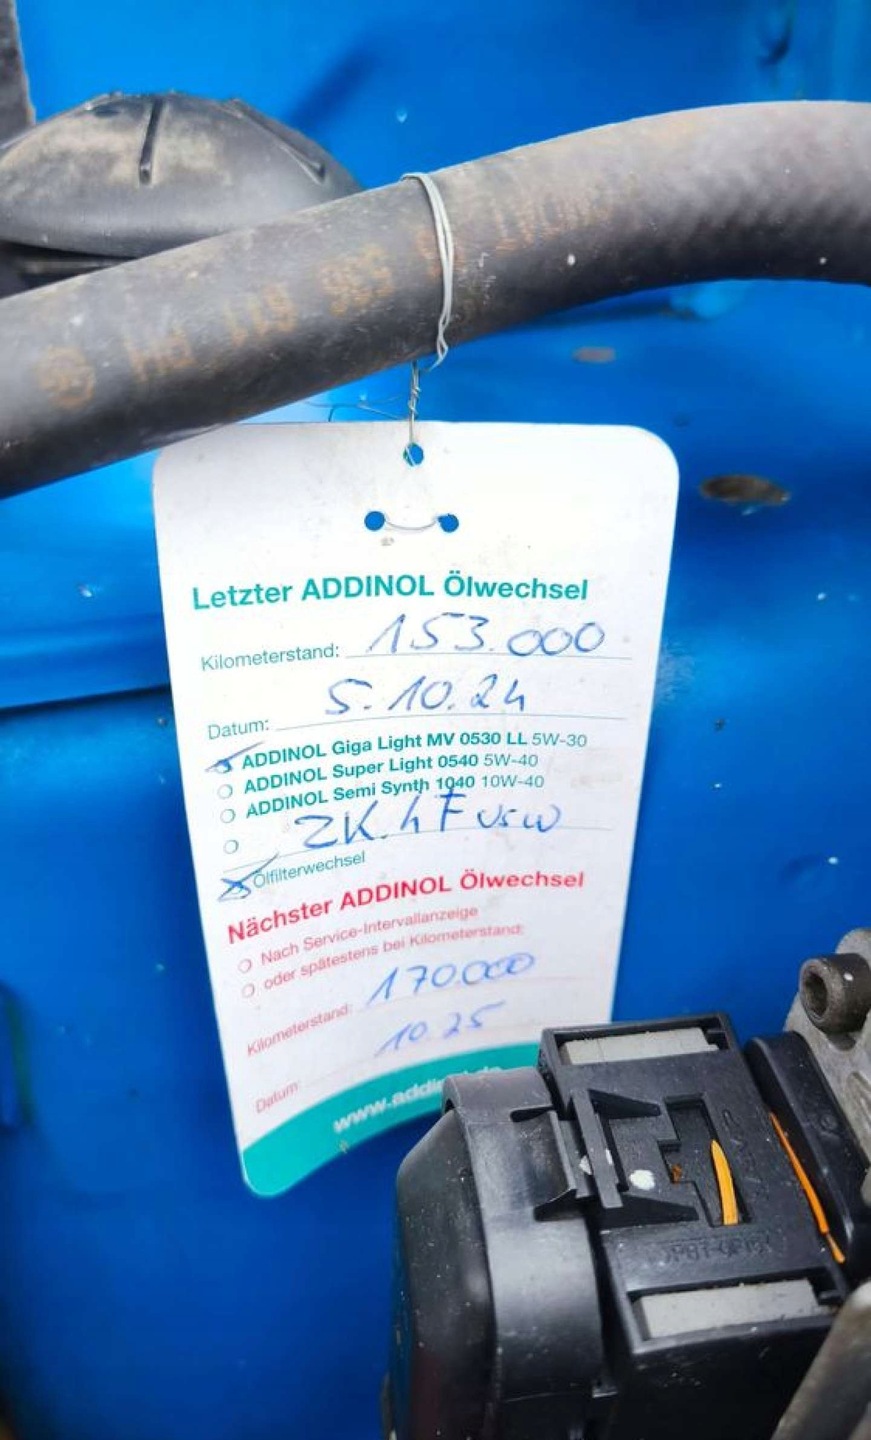 Letzter ADDINOL Ölwechsel
Kilometerstand: 153.000
Datum: 5.10.24
ADDINOL Giga Light MV 0530 LL 5W-30
ADDINOL Super Light 0540 5W-40
ADDINOL Semi Synth 1040 10W-40
ZK. usw
Ölfilterwechsel
Nächster ADDINOL Ölwechsel
Nach Service-Intervallanzeige
oder spätestens bei Kilometerstand:
Kilometerstand: 170.000
Datum: 10.25